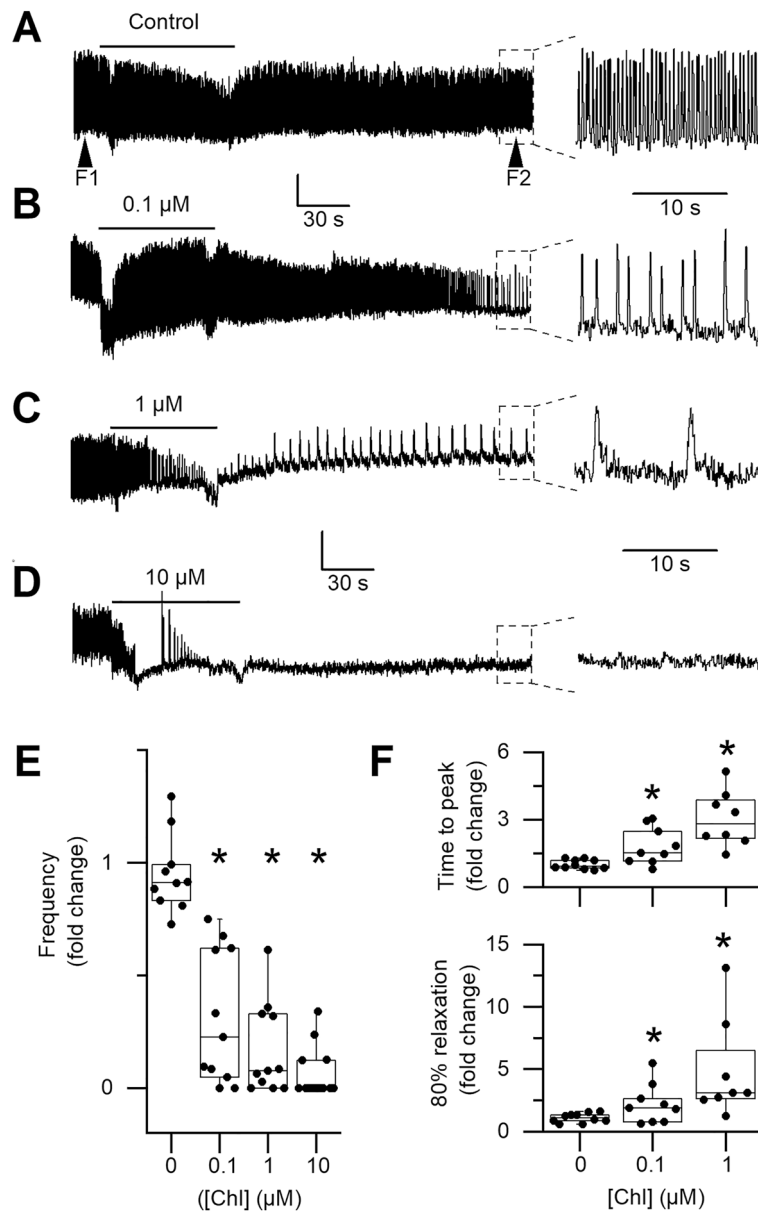 A
Control
F1
F2
30 s
10 s
B
0.1 µM
C
1 µM
30 s
10 s
D
10 µM
E
*
*
*
1
0
Frequency
(fold change)
0
0.1
1
10
([Chl] (µM)
F
*
*
6
3
0
Time to peak
(fold change)
*
*
15
10
5
0
80% relaxation
(fold change)
0
0.1
1
[Chl] (µM)